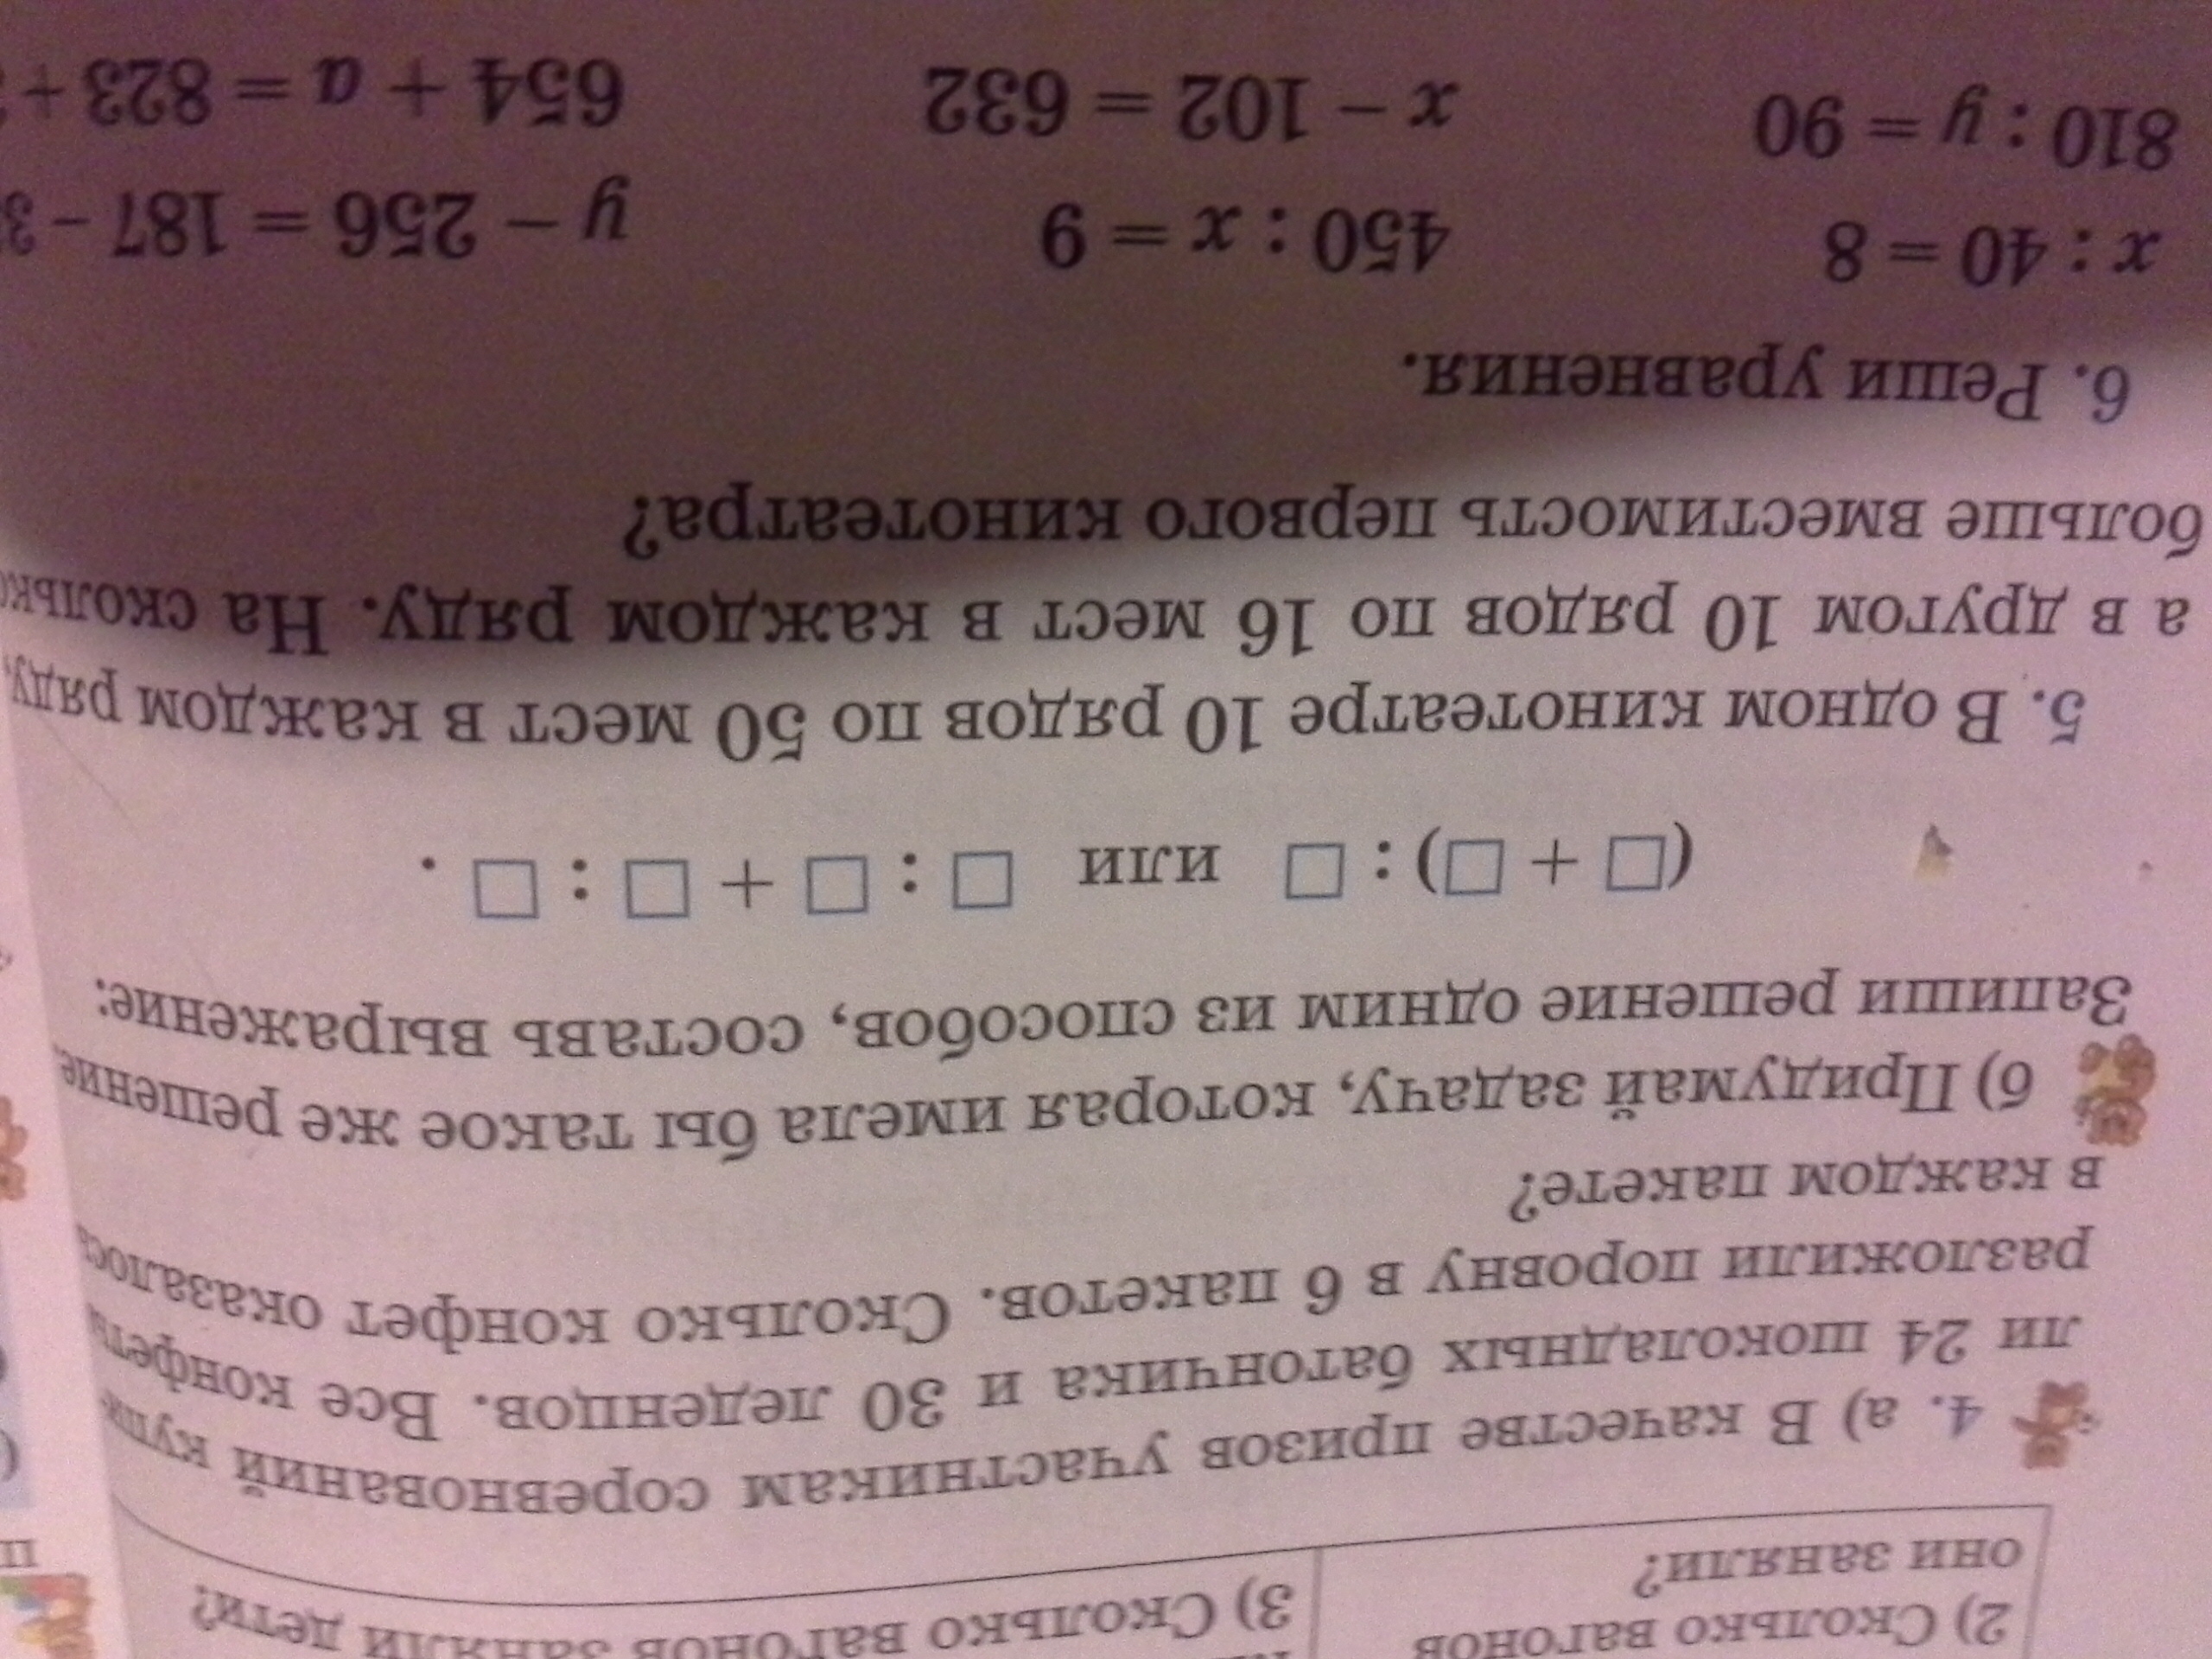 2) Сколько вагонов
они заняли?
3) Сколько вагонов заняли дети?
4. а) В качестве призов участникам соревнований купи-
ли 24 шоколадных батончика и 30 леденцов. Все конфеты
разложили поровну в 6 пакетов. Сколько конфет оказалось
в каждом пакете?
б) Придумай задачу, которая имела бы такое же решение.
Запиши решение одним из способов, составь выражение:
(□ + □) : □ или □ : □ + □ : □ .
5. В одном кинотеатре 10 рядов по 50 мест в каждом ряду,
а в другом 10 рядов по 16 мест в каждом ряду. На сколько
больше вместимость первого кинотеатра?
6. Реши уравнения.
x : 40 = 8 450 : x = 9 y − 256 = 187 −
810 : y = 90 x − 102 = 632 654 + a = 823 +